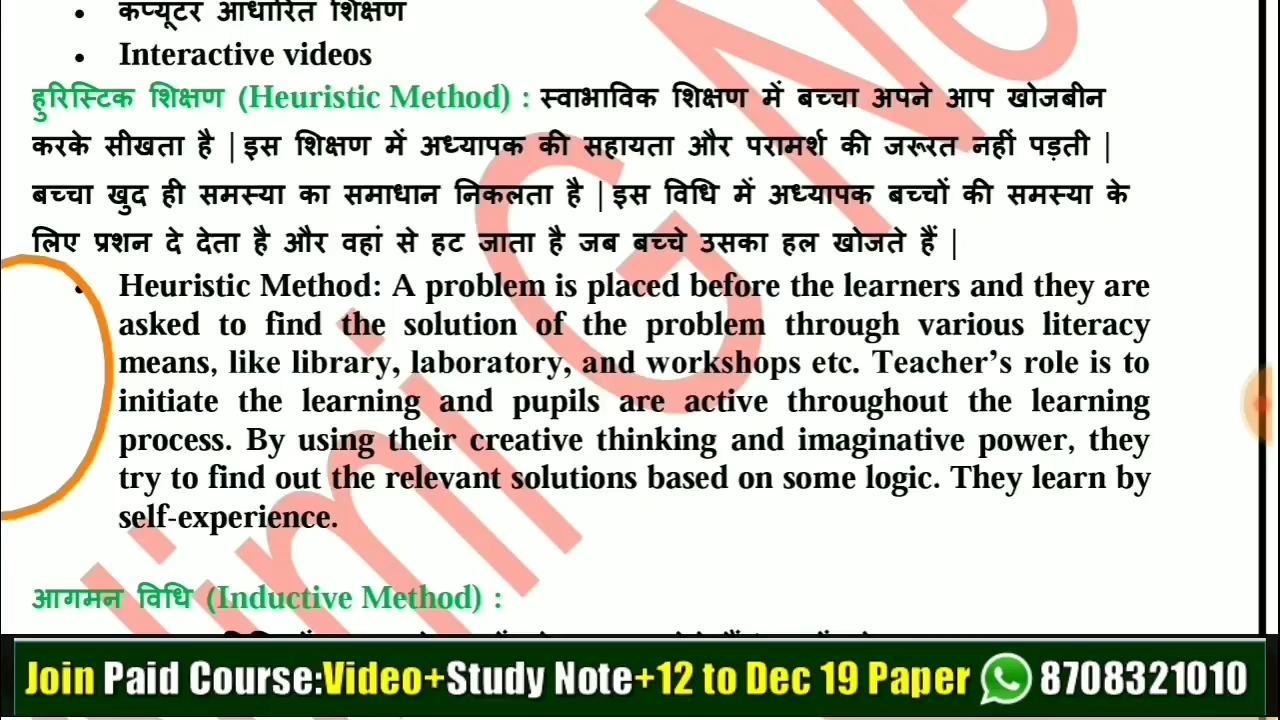 • कंप्यूटर आधारित शिक्षण
• Interactive videos
हुरिस्टिक शिक्षण (Heuristic Method) : स्वाभाविक शिक्षण में बच्चा अपने आप खोजबीन
करके सीखता है | इस शिक्षण में अध्यापक की सहायता और परामर्श की जरूरत नहीं पड़ती |
बच्चा खुद ही समस्या का समाधान निकलता है | इस विधि में अध्यापक बच्चों की समस्या के
लिए प्रशन दे देता है और वहां से हट जाता है जब बच्चे उसका हल खोजते हैं |
• Heuristic Method: A problem is placed before the learners and they are
asked to find the solution of the problem through various literacy
means, like library, laboratory, and workshops etc. Teacher’s role is to
initiate the learning and pupils are active throughout the learning
process. By using their creative thinking and imaginative power, they
try to find out the relevant solutions based on some logic. They learn by
self-experience.
आगमन विधि (Inductive Method) :
Join Paid Course:Video+Study Note+12 to Dec 19 Paper 8708321010